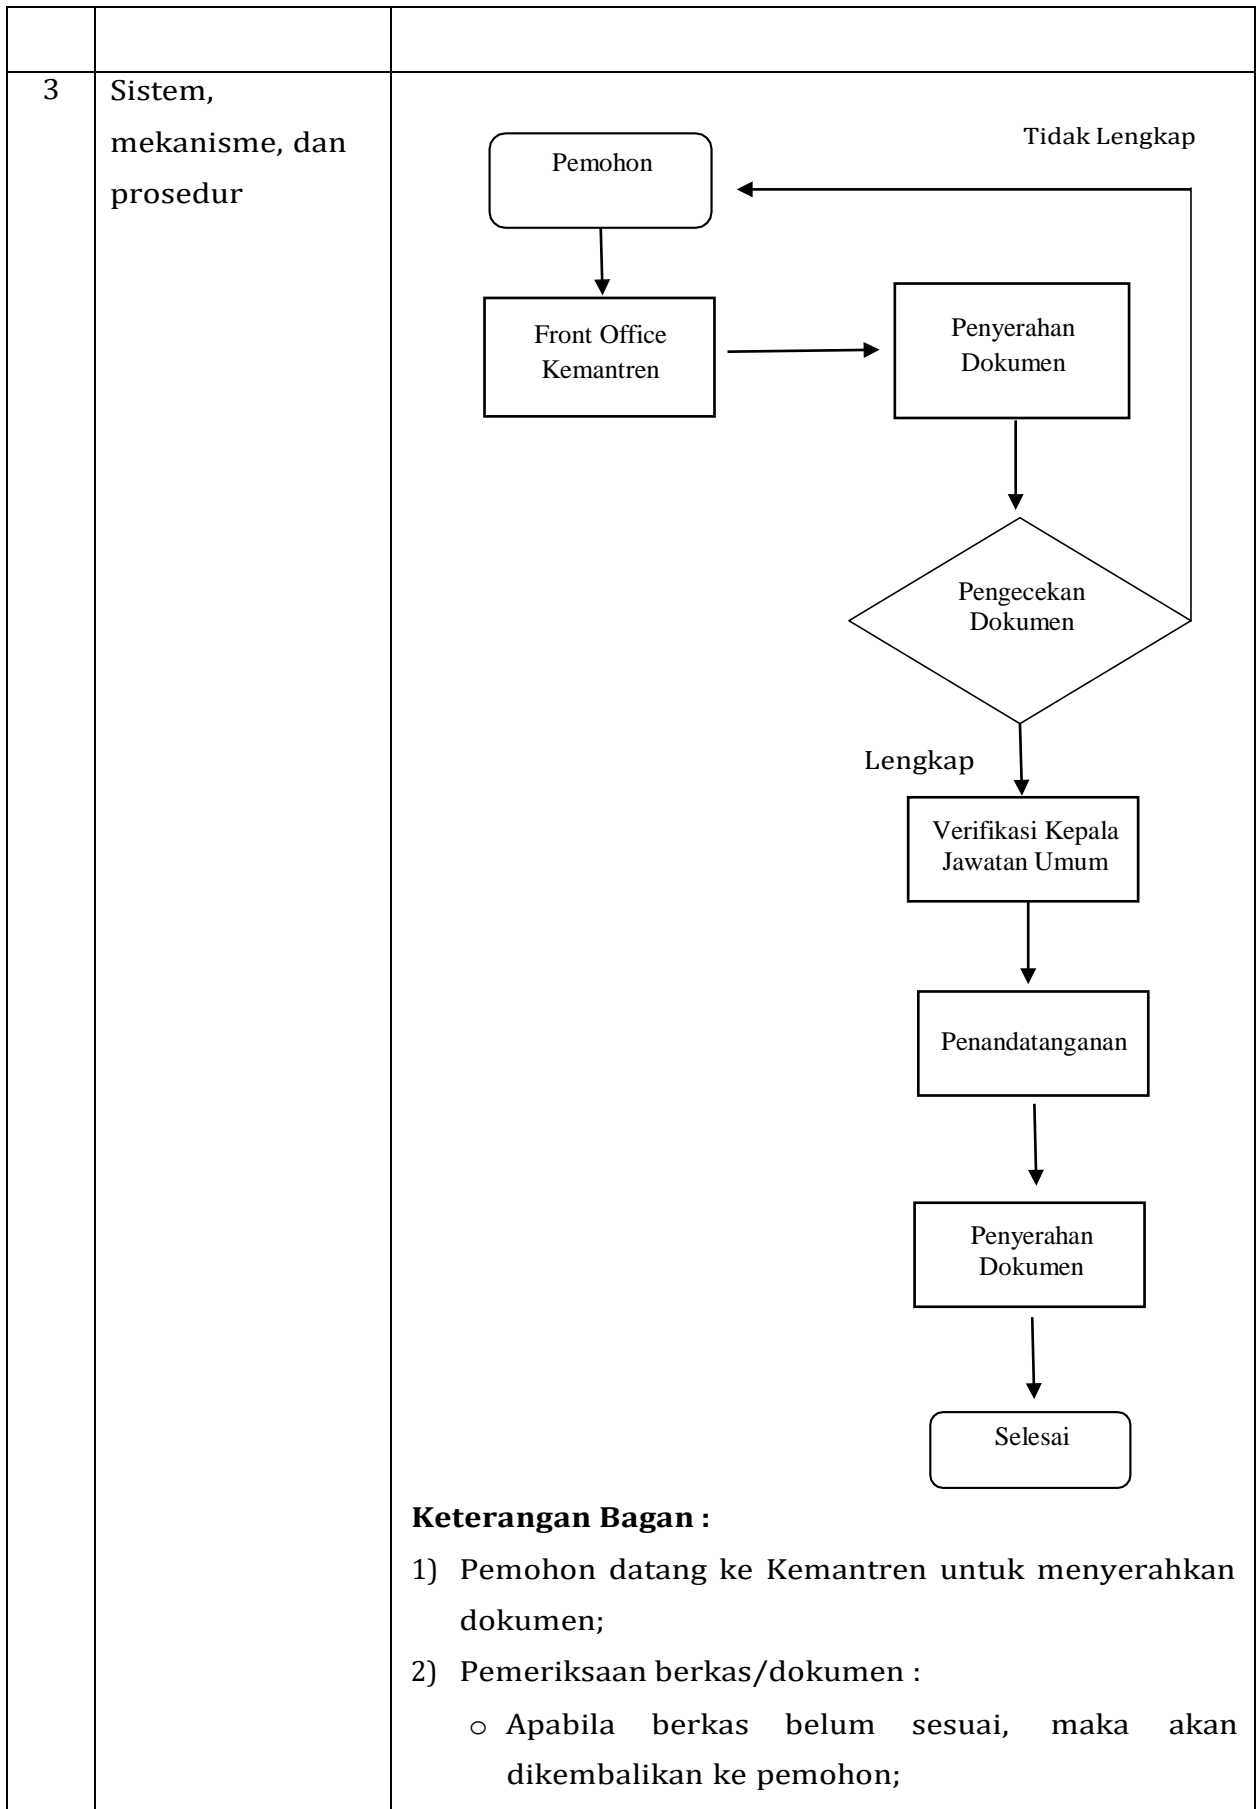 3
Sistem,
mekanisme, dan
prosedur
Tidak Lengkap
Pemohon
Front Office
Kemantren
Penyerahan
Dokumen
Pengecekan
Dokumen
Lengkap
Verifikasi Kepala
Jawatan Umum
Penandatanganan
Penyerahan
Dokumen
Selesai
Keterangan Bagan :
1) Pemohon datang ke Kemantren untuk menyerahkan
dokumen;
2) Pemeriksaan berkas/dokumen :
o Apabila berkas belum sesuai, maka akan
dikembalikan ke pemohon;